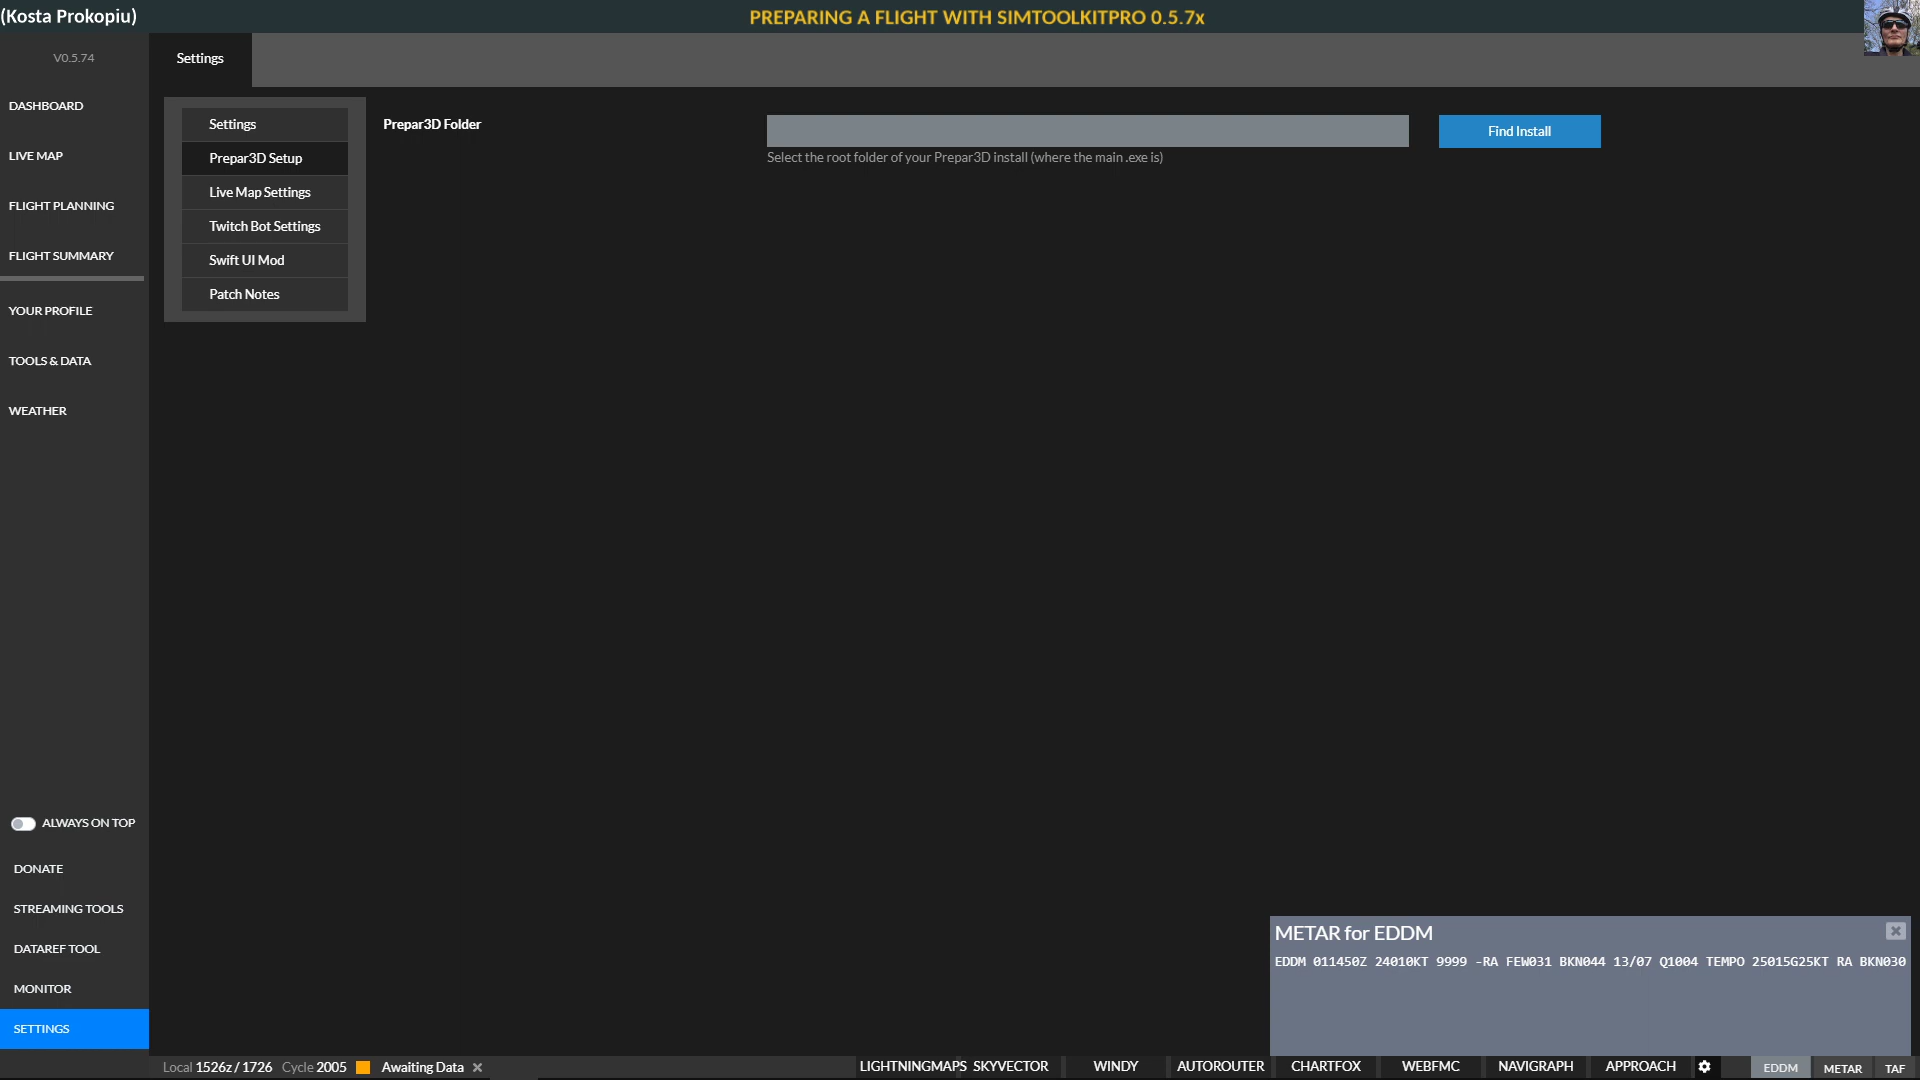 (Kosta Prokopiu)
PREPARING A FLIGHT WITH SIMTOOLKITPRO 0.5.7x
V0.5.74
DASHBOARD
LIVE MAP
FLIGHT PLANNING
FLIGHT SUMMARY
YOUR PROFILE
TOOLS & DATA
WEATHER
ALWAYS ON TOP
DONATE
STREAMING TOOLS
DATAREF TOOL
MONITOR
SETTINGS
Settings
Settings
Prepar3D Setup
Live Map Settings
Twitch Bot Settings
Swift UI Mod
Patch Notes
Prepar3D Folder
Find Install
Select the root folder of your Prepar3D install (where the main .exe is)
METAR for EDDM
EDDM 011450Z 24010KT 9999 -RA FEW031 BKN044 13/07 Q1004 TEMPO 25015G25KT RA BKN030
Local 1526z / 1726 Cycle 2005 Awaiting Data
LIGHTNINGMAPS SKYVECTOR WINDY AUTOROUTER CHARTFOX WEBFMC NAVIGRAPH APPROACH EDDM METAR TAF